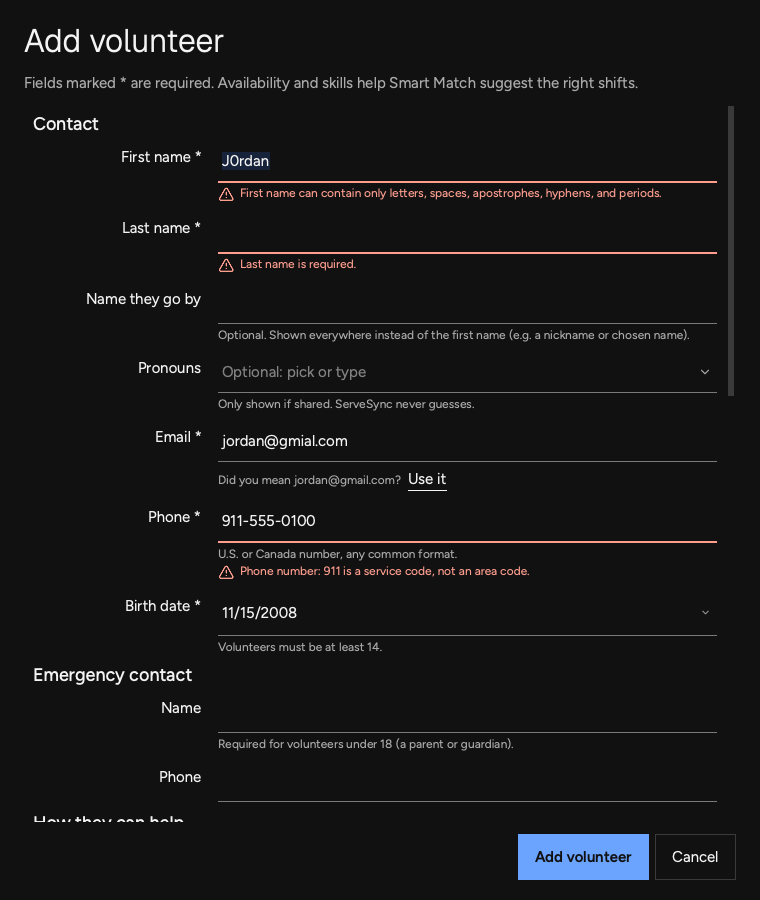 Add volunteer
Fields marked * are required. Availability and skills help Smart Match suggest the right shifts.
Contact
First name *
J0rdan
First name can contain only letters, spaces, apostrophes, hyphens, and periods.
Last name *
Last name is required.
Name they go by
Optional. Shown everywhere instead of the first name (e.g. a nickname or chosen name).
Pronouns
Optional: pick or type
Only shown if shared. ServeSync never guesses.
Email *
jordan@gmial.com
Did you mean jordan@gmail.com? Use it
Phone *
911-555-0100
U.S. or Canada number, any common format.
Phone number: 911 is a service code, not an area code.
Birth date *
11/15/2008
Volunteers must be at least 14.
Emergency contact
Name
Required for volunteers under 18 (a parent or guardian).
Phone
How they can help
Add volunteer
Cancel